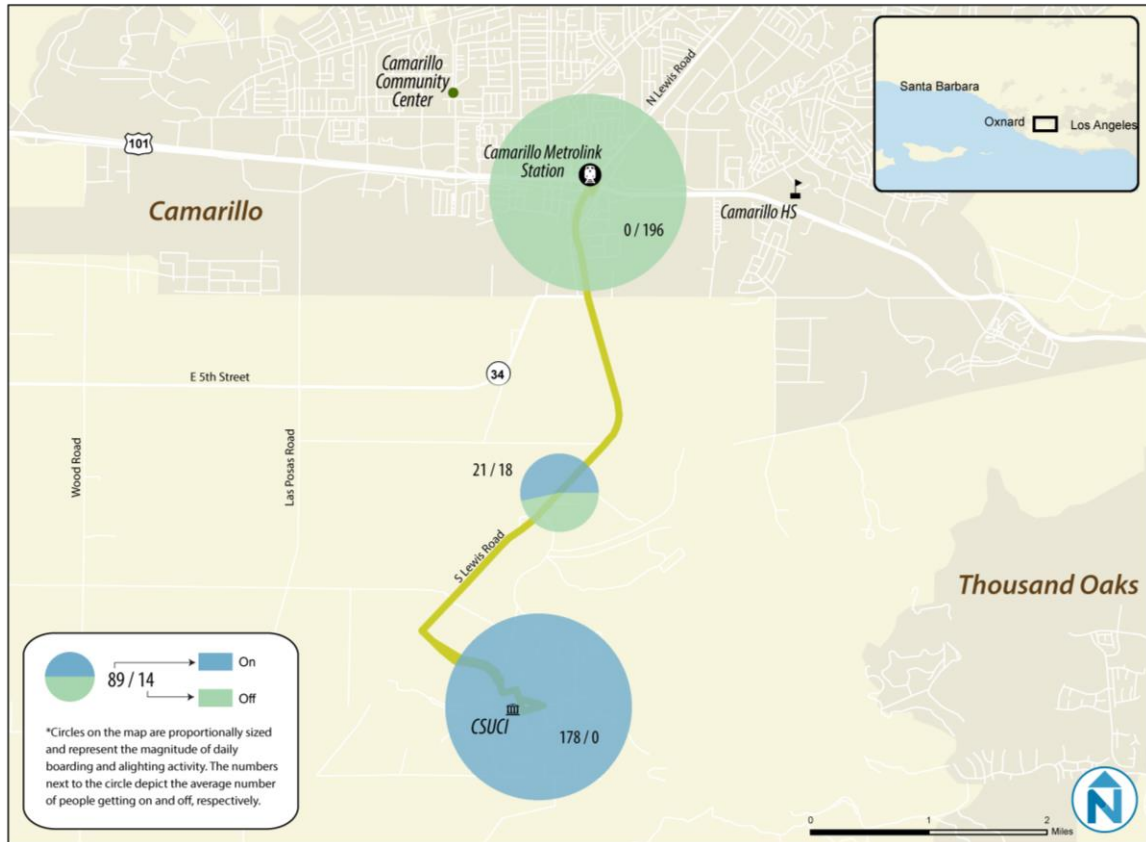 Camarillo
Community
Center
N Lewis Road
Santa Barbara
Oxnard
Los Angeles
101
Camarillo Metrolink
Station
Camarillo
Camarillo HS
0 / 196
E 5th Street
34
Wood Road
Las Posas Road
21 / 18
S Lewis Road
Thousand Oaks
CSUCI
178 / 0
89 / 14
On
Off
*Circles on the map are proportionally sized
and represent the magnitude of daily
boarding and alighting activity. The numbers
next to the circle depict the average number
of people getting on and off, respectively.
N
0 1 2
Miles